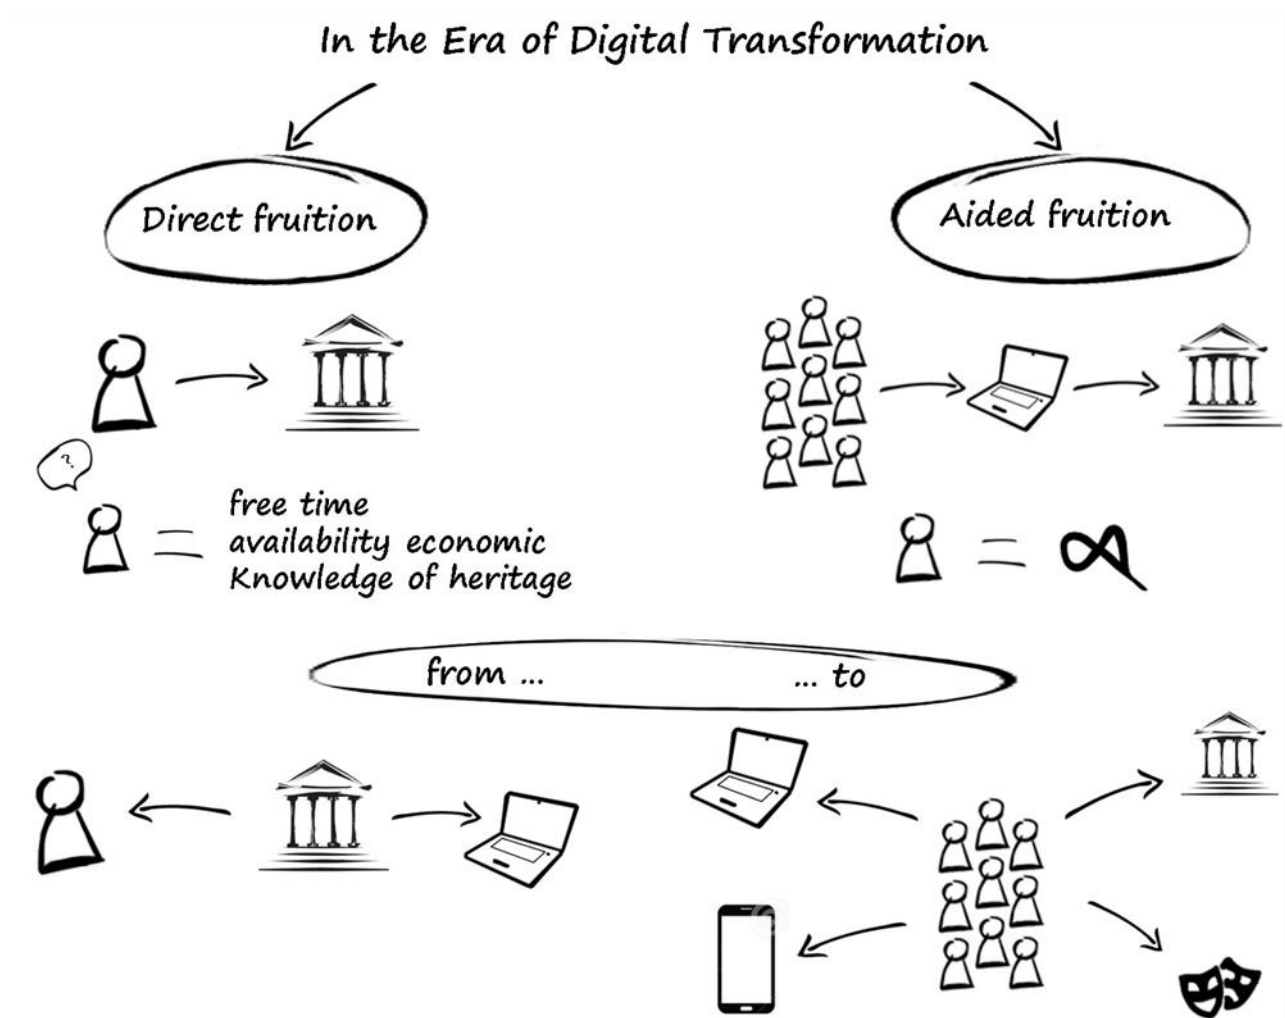 In the Era of Digital Transformation
Direct fruition
Aided fruition
?
=
free time
availability economic
Knowledge of heritage
= ∞
from ...
... to